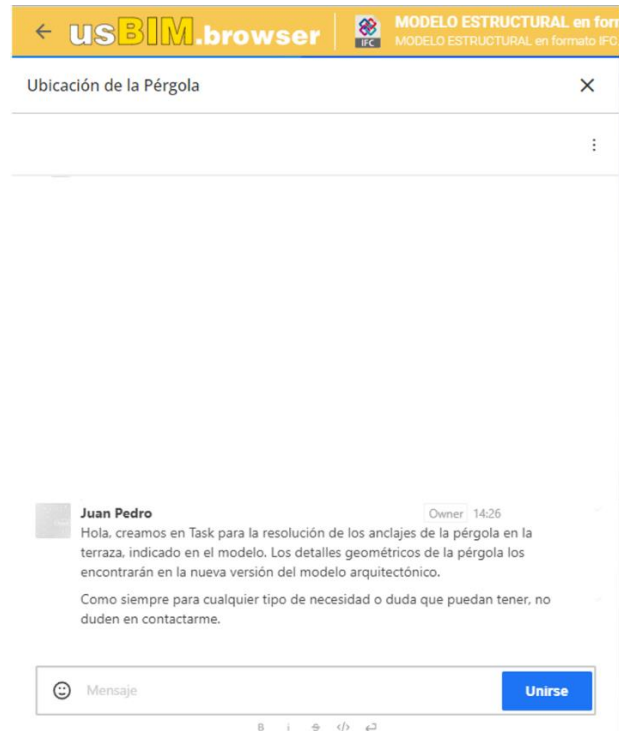 usBIM.browser
IFC
MODELO ESTRUCTURAL en for
MODELO ESTRUCTURAL en formato IFC
Ubicación de la Pérgola
Juan Pedro
Owner 14:26
Hola, creamos en Task para la resolución de los anclajes de la pérgola en la
terraza, indicado en el modelo. Los detalles geométricos de la pérgola los
encontrarán en la nueva versión del modelo arquitectónico.
Como siempre para cualquier tipo de necesidad o duda que puedan tener, no
duden en contactarme.
Mensaje
Unirse
B i S </>